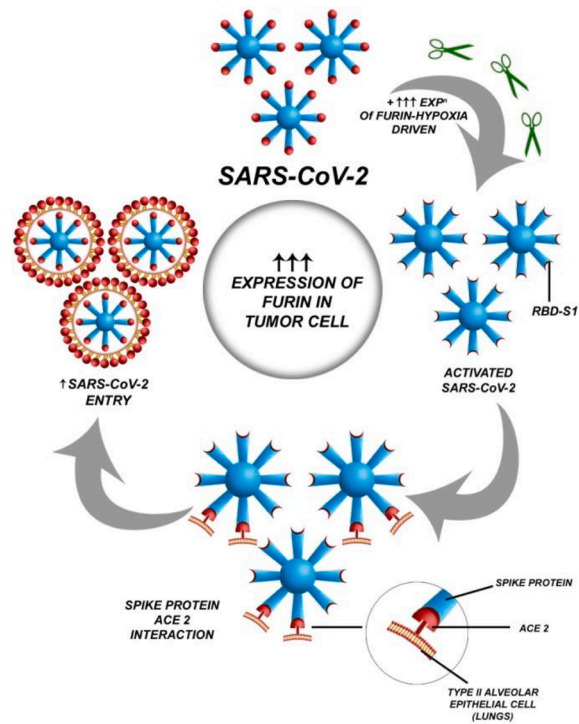 + ↑↑↑ EXPⁿ
Of FURIN-HYPOXIA
DRIVEN
SARS-CoV-2
↑↑↑
EXPRESSION OF
FURIN IN
TUMOR CELL
RBD-S1
ACTIVATED
SARS-CoV-2
↑SARS-CoV-2
ENTRY
SPIKE PROTEIN
ACE 2
INTERACTION
SPIKE PROTEIN
ACE 2
TYPE II ALVEOLAR
EPITHELIAL CELL
(LUNGS)